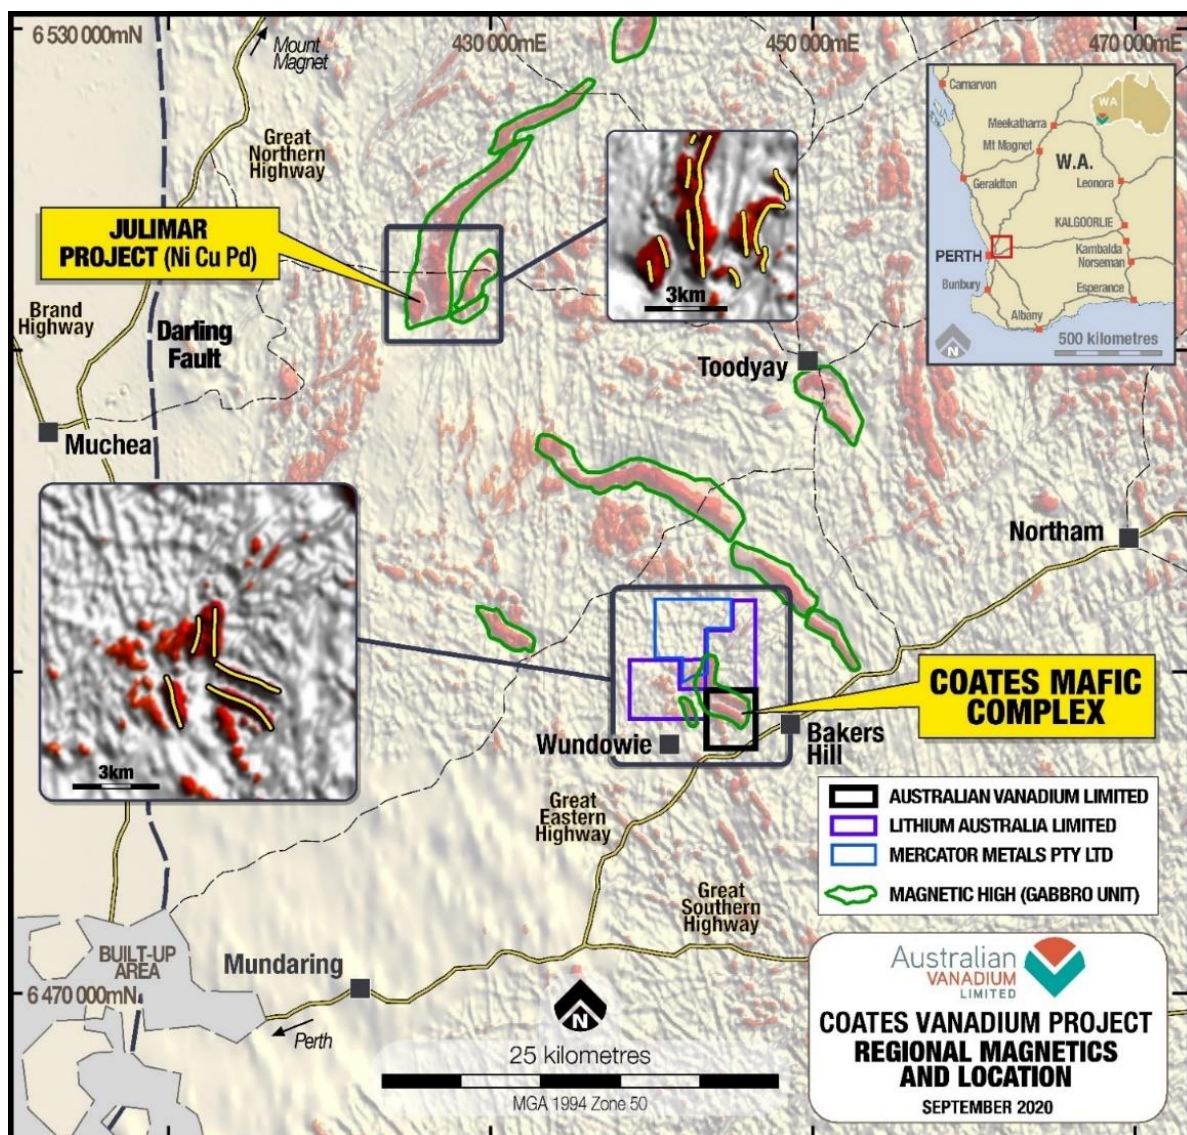 6 530 000mN
430 000mE
450 000mE
470 000mE
Mount
Magnet
Great
Northern
Highway
JULIMAR
PROJECT (Ni Cu Pd)
3km
Carnarvon
WA
Meekatharra
Mt Magnet
W.A.
Geraldton
Leonora
KALGOORLIE
PERTH
Kambalda
Norseman
Bunbury
Esperance
Albany
N
500 kilometres
Brand
Highway
Darling
Fault
Toodyay
Muchea
Northam
3km
COATES MAFIC
COMPLEX
Wundowie
Bakers
Hill
Great
Eastern
Highway
AUSTRALIAN VANADIUM LIMITED
LITHIUM AUSTRALIA LIMITED
MERCATOR METALS PTY LTD
MAGNETIC HIGH (GABBRO UNIT)
Great
Southern
Highway
BUILT-UP
AREA
Mundaring
6 470 000mN
Perth
N
25 kilometres
MGA 1994 Zone 50
Australian
VANADIUM
LIMITED
COATES VANADIUM PROJECT
REGIONAL MAGNETICS
AND LOCATION
SEPTEMBER 2020